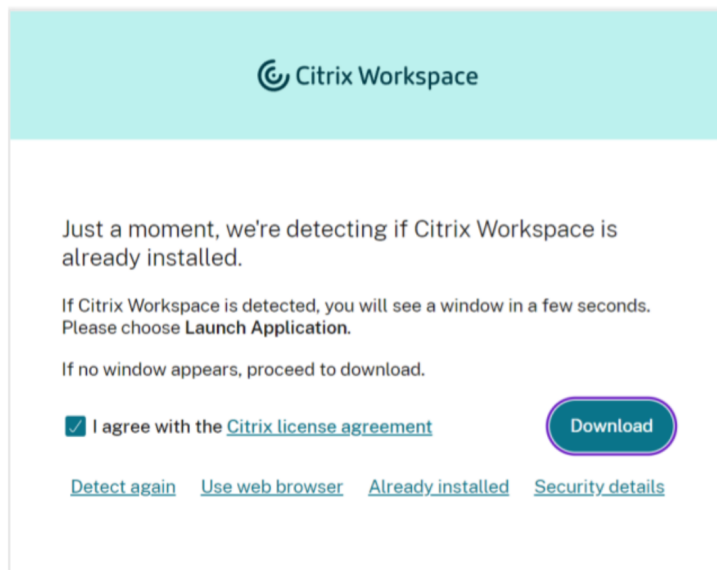 Citrix Workspace
Just a moment, we're detecting if Citrix Workspace is
already installed.
If Citrix Workspace is detected, you will see a window in a few seconds.
Please choose Launch Application.
If no window appears, proceed to download.
I agree with the Citrix license agreement
Download
Detect again
Use web browser
Already installed
Security details